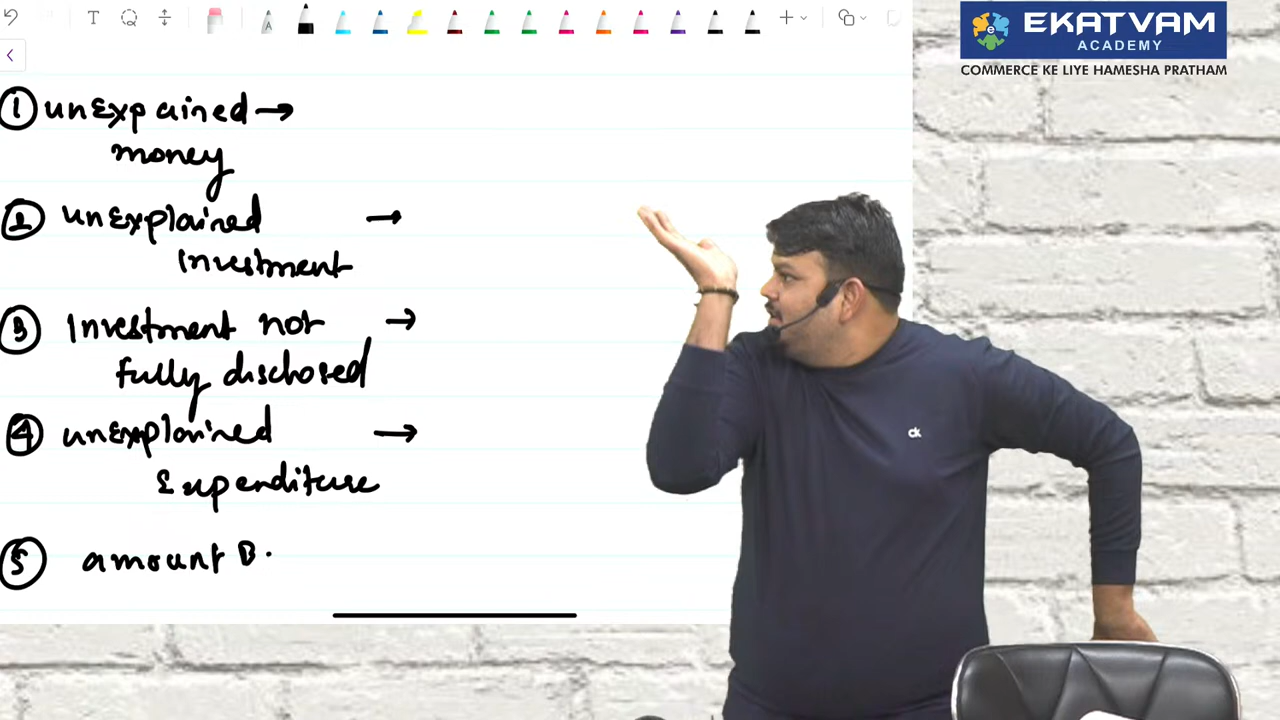 EKATVAM
ACADEMY
COMMERCE KE LIYE HAMESHA PRATHAM
① unExpained →
money
② unExplained →
Investment
③ Investment not →
fully disclosed
④ unExplained →
Expenditure
⑤ amount B.
ck